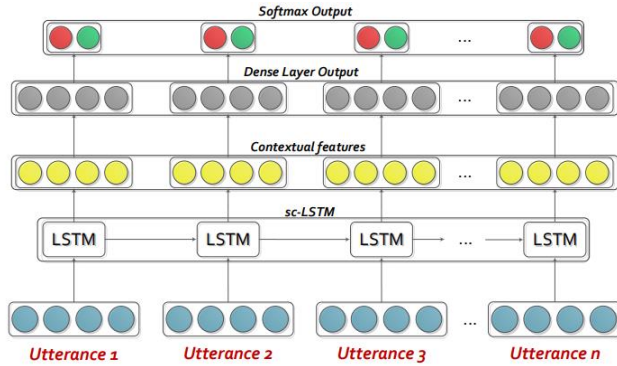 Softmax Output
...
Dense Layer Output
...
Contextual features
...
sc-LSTM
LSTM LSTM LSTM ... LSTM
...
Utterance 1 Utterance 2 Utterance 3 Utterance n